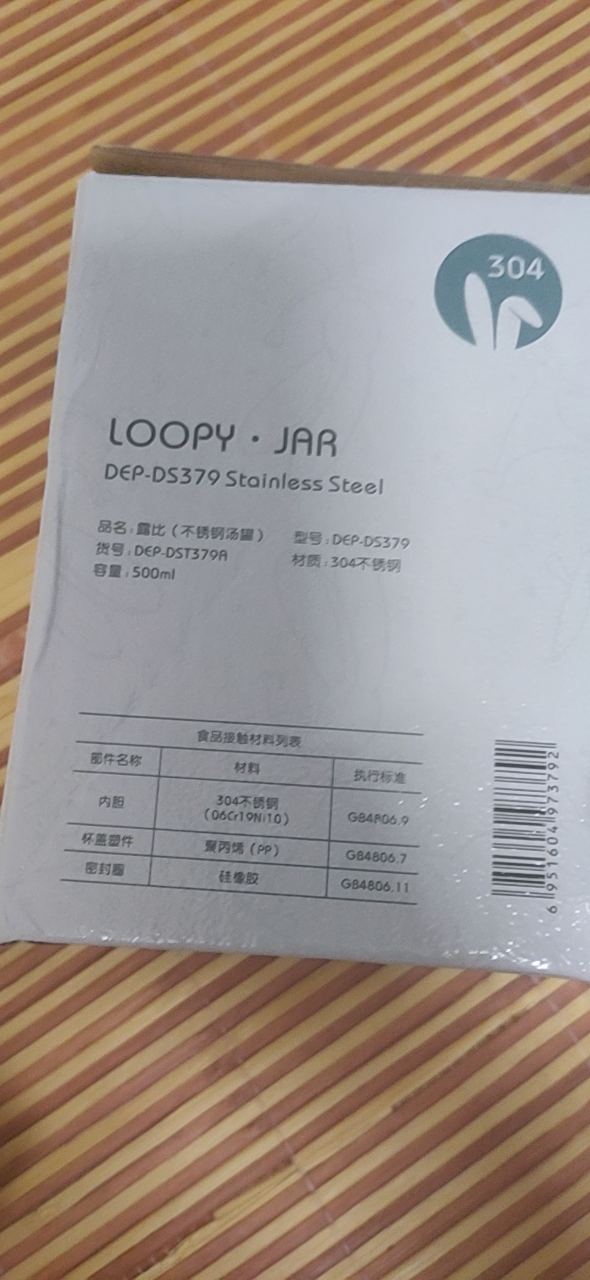 304
LOOPY · JAR
DEP-DS379 Stainless Steel
品名：露比（不锈钢汤罐） 型号：DEP-DS379
货号：DEP-DST379A 材质：304不锈钢
容量：500ml
食品接触材料列表
部件名称 材料 执行标准
内胆 304不锈钢（06Cr19Ni10） GB4806.9
杯盖塑件 聚丙烯（PP） GB4806.7
密封圈 硅橡胶 GB4806.11
6951604973792